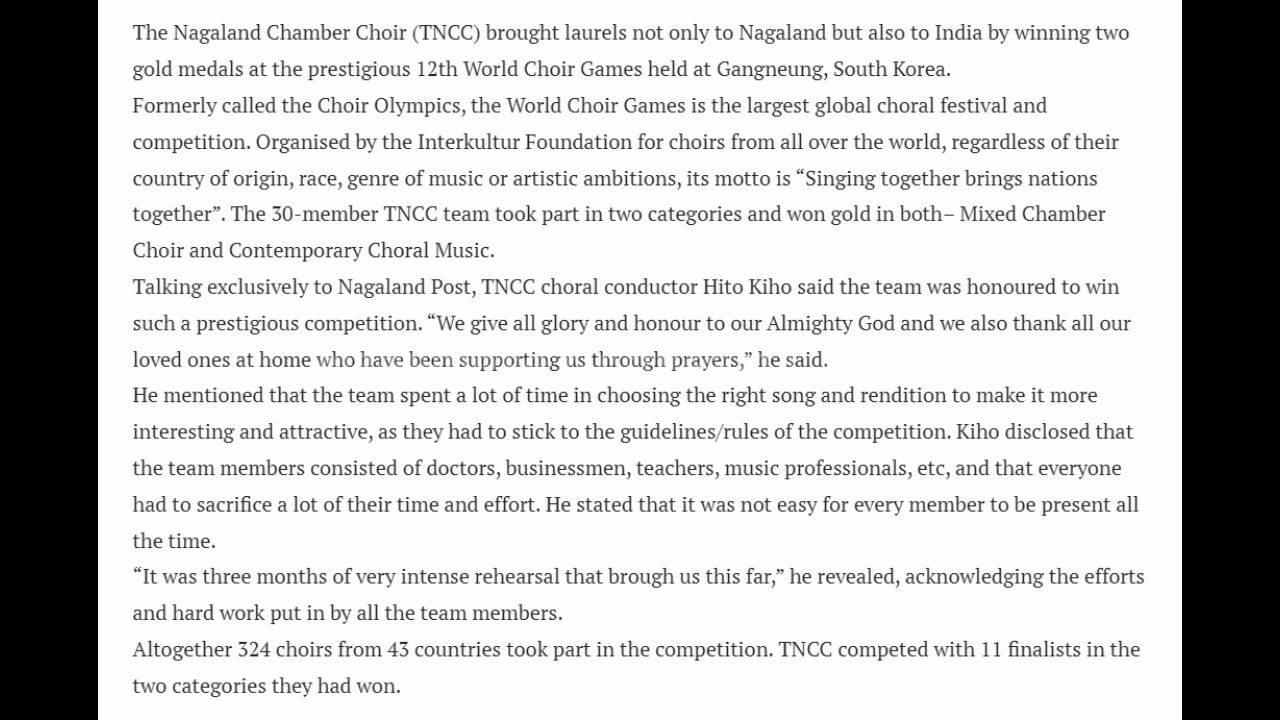 The Nagaland Chamber Choir (TNCC) brought laurels not only to Nagaland but also to India by winning two
gold medals at the prestigious 12th World Choir Games held at Gangneung, South Korea.
Formerly called the Choir Olympics, the World Choir Games is the largest global choral festival and
competition. Organised by the Interkultur Foundation for choirs from all over the world, regardless of their
country of origin, race, genre of music or artistic ambitions, its motto is “Singing together brings nations
together”. The 30-member TNCC team took part in two categories and won gold in both– Mixed Chamber
Choir and Contemporary Choral Music.
Talking exclusively to Nagaland Post, TNCC choral conductor Hito Kiho said the team was honoured to win
such a prestigious competition. “We give all glory and honour to our Almighty God and we also thank all our
loved ones at home who have been supporting us through prayers,” he said.
He mentioned that the team spent a lot of time in choosing the right song and rendition to make it more
interesting and attractive, as they had to stick to the guidelines/rules of the competition. Kiho disclosed that
the team members consisted of doctors, businessmen, teachers, music professionals, etc, and that everyone
had to sacrifice a lot of their time and effort. He stated that it was not easy for every member to be present all
the time.
“It was three months of very intense rehearsal that brough us this far,” he revealed, acknowledging the efforts
and hard work put in by all the team members.
Altogether 324 choirs from 43 countries took part in the competition. TNCC competed with 11 finalists in the
two categories they had won.